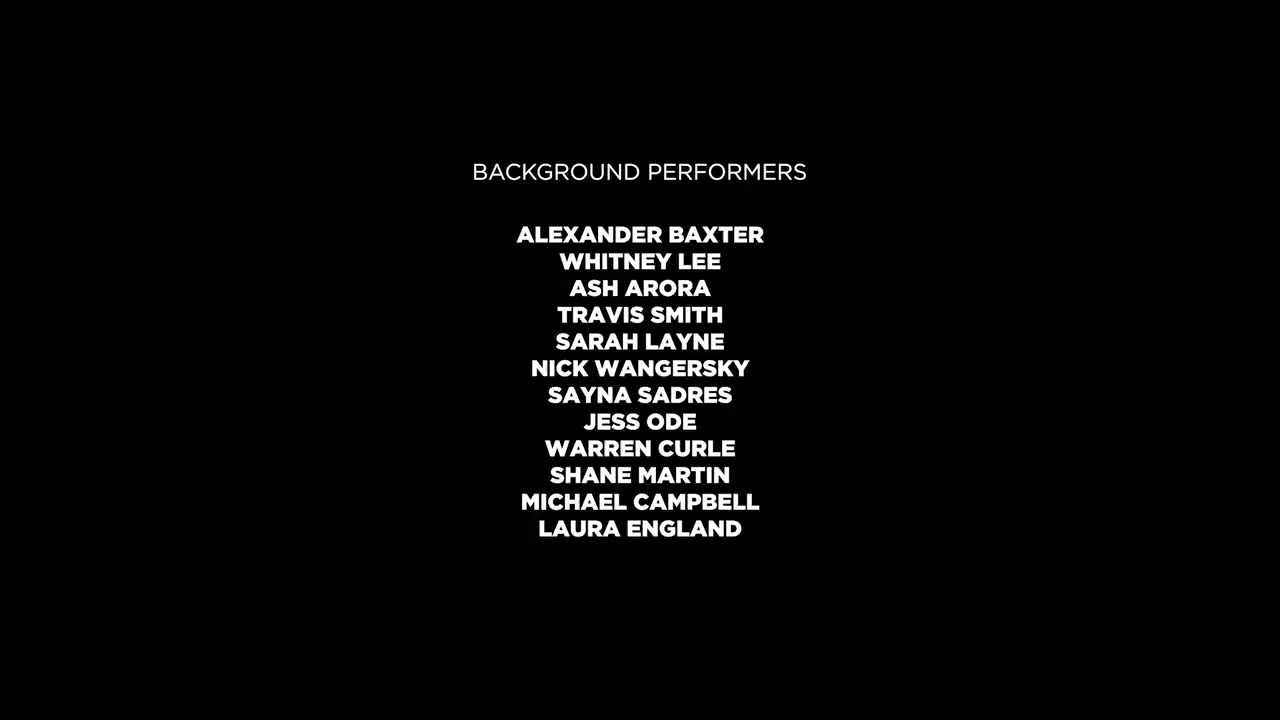 BACKGROUND PERFORMERS
ALEXANDER BAXTER
WHITNEY LEE
ASH ARORA
TRAVIS SMITH
SARAH LAYNE
NICK WANGERSKY
SAYNA SADRES
JESS ODE
WARREN CURLE
SHANE MARTIN
MICHAEL CAMPBELL
LAURA ENGLAND